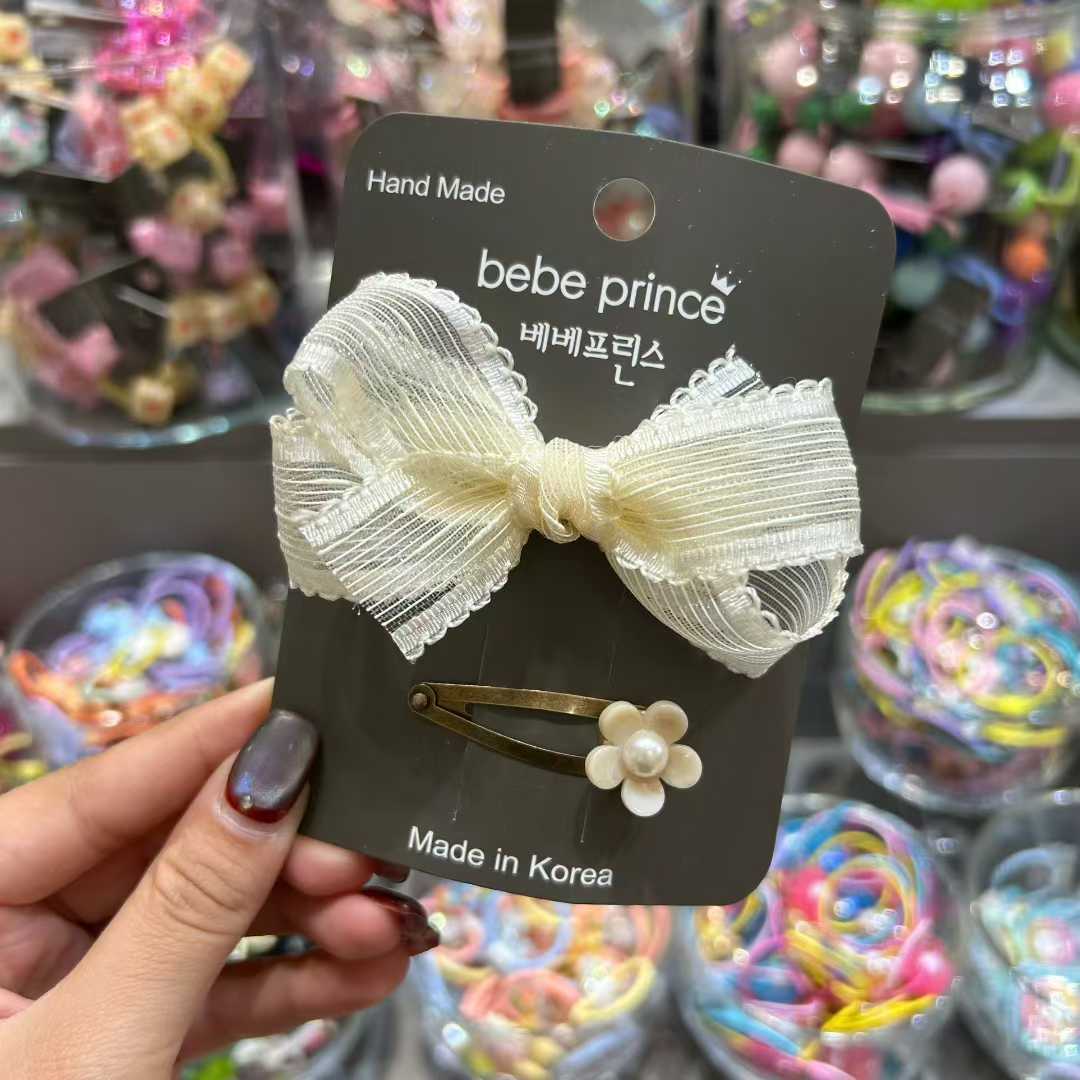 Hand Made
bebe prince
베베프린스
Made in Korea